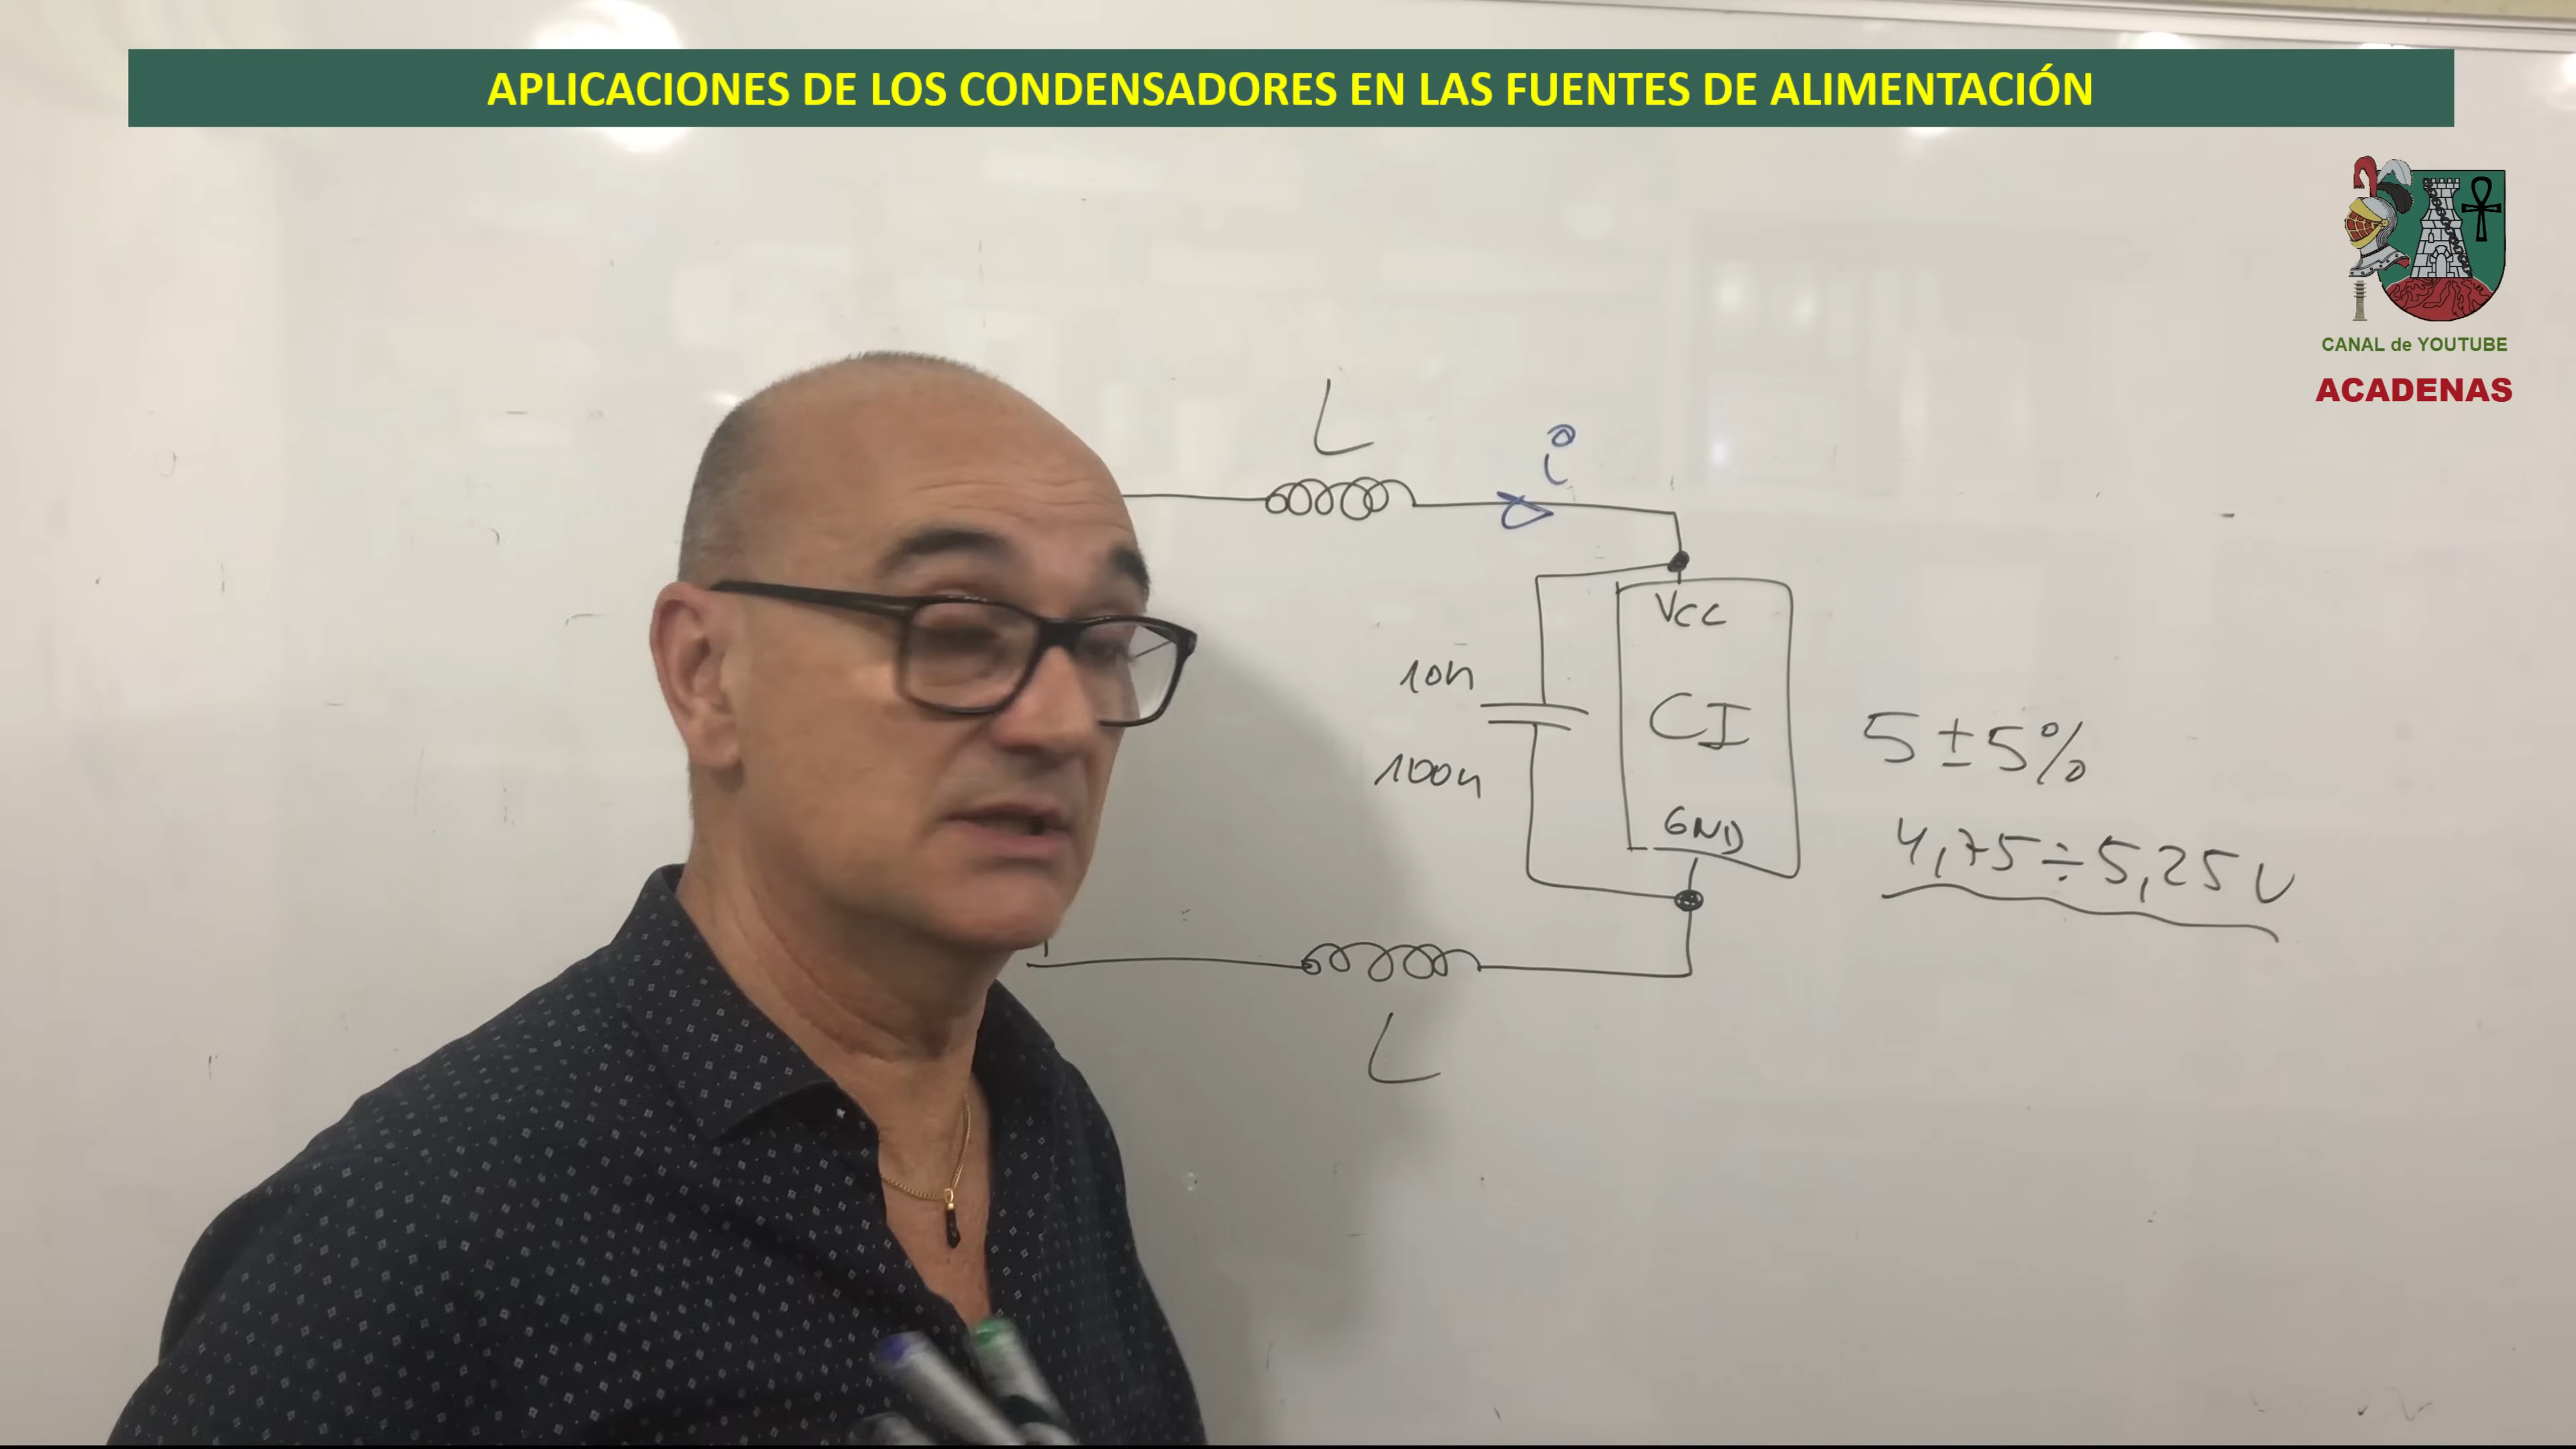 APLICACIONES DE LOS CONDENSADORES EN LAS FUENTES DE ALIMENTACIÓN
CANAL de YOUTUBE
ACADENAS
L
i
VCC
10n
CI
100n
5 ± 5%
GND
4,75 ÷ 5,25 V
L